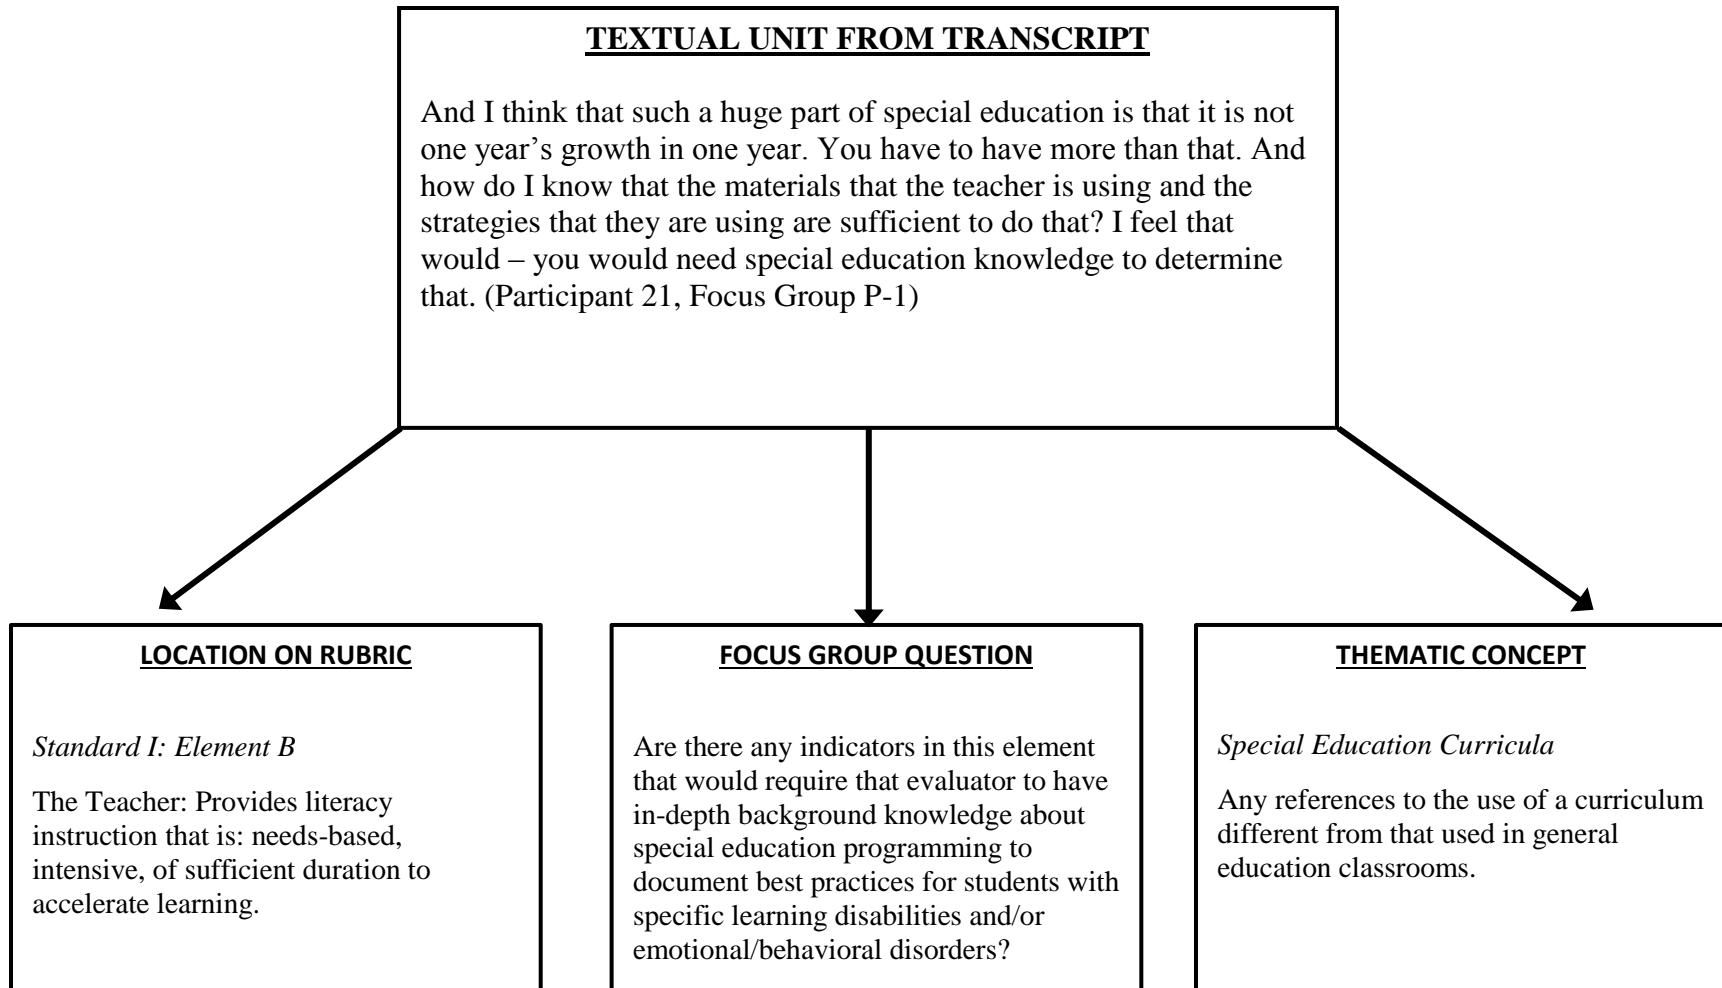 TEXTUAL UNIT FROM TRANSCRIPT
And I think that such a huge part of special education is that it is not
one year’s growth in one year. You have to have more than that. And
how do I know that the materials that the teacher is using and the
strategies that they are using are sufficient to do that? I feel that
would – you would need special education knowledge to determine
that. (Participant 21, Focus Group P-1)
LOCATION ON RUBRIC
Standard I: Element B
The Teacher: Provides literacy
instruction that is: needs-based,
intensive, of sufficient duration to
accelerate learning.
FOCUS GROUP QUESTION
Are there any indicators in this element
that would require that evaluator to have
in-depth background knowledge about
special education programming to
document best practices for students with
specific learning disabilities and/or
emotional/behavioral disorders?
THEMATIC CONCEPT
Special Education Curricula
Any references to the use of a curriculum
different from that used in general
education classrooms.